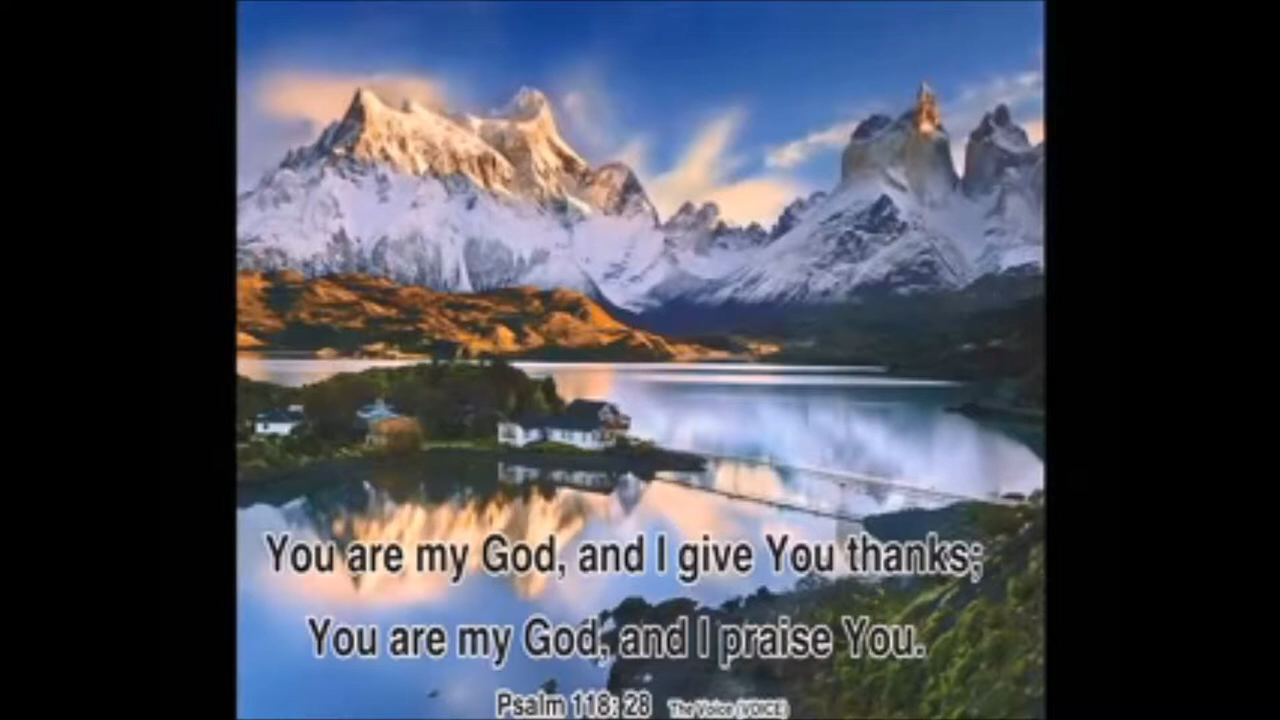 You are my God, and I give You thanks;
You are my God, and I praise You.
Psalm 118: 28 The Voice (VOICE)